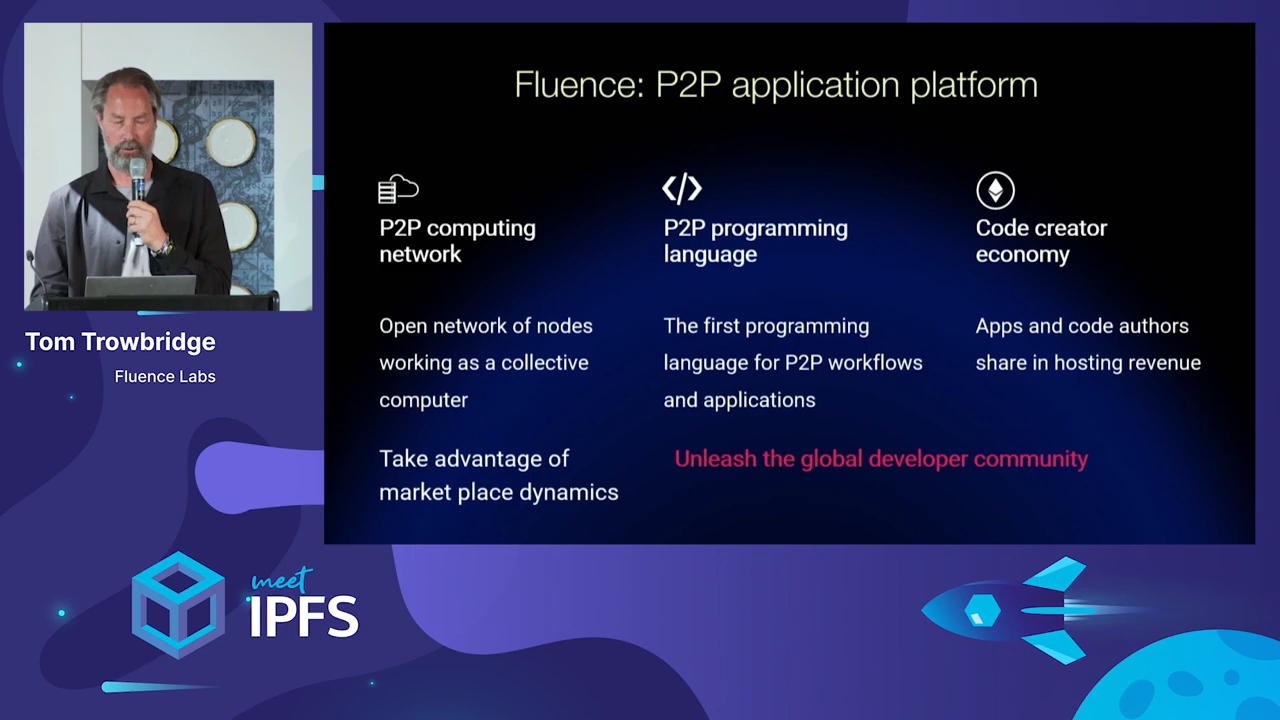 Fluence: P2P application platform
P2P computing
network
P2P programming
language
Code creator
economy
Open network of nodes
working as a collective
computer
The first programming
language for P2P workflows
and applications
Apps and code authors
share in hosting revenue
Take advantage of
market place dynamics
Unleash the global developer community
Tom Trowbridge
Fluence Labs
meet
IPFS